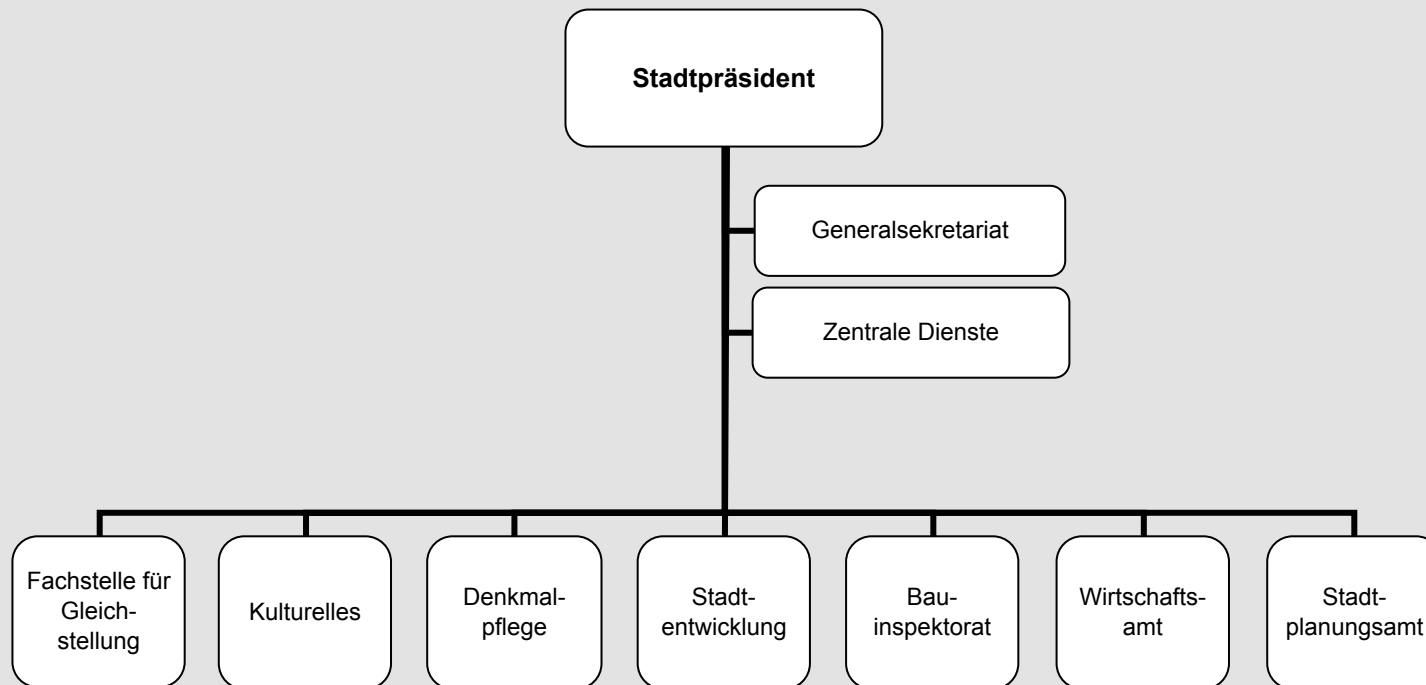 Stadtpräsident
Generalsekretariat
Zentrale Dienste
Fachstelle für
Gleich-
stellung
Kulturelles
Denkmal-
pflege
Stadt-
entwicklung
Bau-
inspektorat
Wirtschafts-
amt
Stadt-
planungsamt